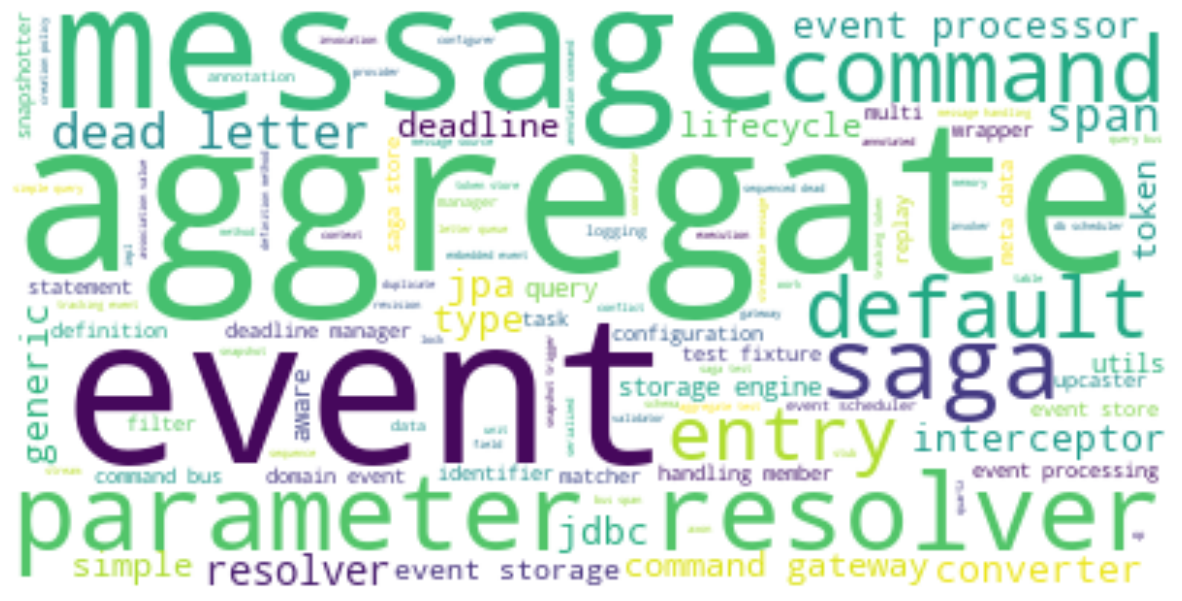 message
invocation
configurer
event processor
snapshotter
creation policy
annotation
provider
annotation command
command
dead letter
deadline
lifecycle
multi
message handling
wrapper
span
annotated
query bus
message source
aggregate
simple query
association value
definition method
saga store
token store
manager
letter queue
coordinator
sequenced dead
memory
meta data
token
method
context
logging
execution
streamable message
tracking token
replay
invoker
db scheduler
impl
embedded event
statement
duplicate
jpa
query
work
table
default
tracking event
revision
conflict
gateway
generic
definition
deadline manager
type
task
configuration
lock
snapshot
event
snapshot trigger
test fixture
saga
utils
saga test
storage engine
upcaster
aware
schema
aggregate test
event scheduler
event store
filter
data
unit
field
serialized
validator
entry
interceptor
sequence
stub
stream
command bus
domain event
identifier
matcher
handling member
event processing
parameter resolver
bus span
quartz
jdbc
axon
op
simple
resolver
event storage
command gateway
converter